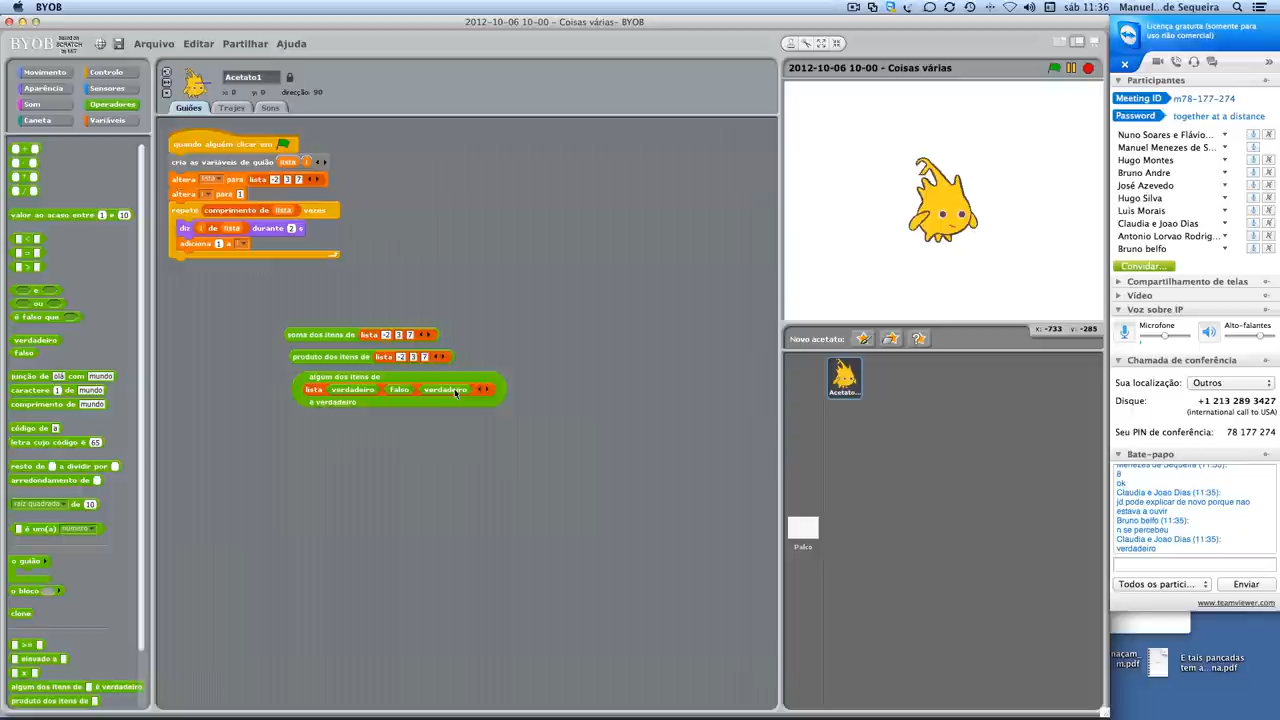 BYOB
sáb 11:36 Manuel...de Sequeira
2012-10-06 10-00 - Coisas várias- BYOB
BYOB Arquivo Editar Partilhar Ajuda
Movimento Controlo
Aparência Sensores
Som Operadores
Caneta Variáveis
Acetato1
x: 0 y: 0 direcção: 90
Guiões Trajes Sons
quando alguém clicar em
cria as variáveis de guião lista i
altera lista para lista -2 3 7
altera i para 1
repete comprimento de lista vezes
diz i de lista durante 2 s
adiciona 1 a i
soma dos itens de lista -2 3 7
produto dos itens de lista -2 3 7
algum dos itens de
lista verdadeiro falso verdadeiro
é verdadeiro
+
-
*
/
valor ao acaso entre 1 e 10
<
=
>
e
ou
é falso que
verdadeiro
falso
junção de olá com mundo
caractere 1 de mundo
comprimento de mundo
código de a
letra cujo código é 65
resto de a dividir por
arredondamento de
raiz quadrada de 10
é um(a) número
o guião
o bloco
clone
>=
elevado a
x
algum dos itens de é verdadeiro
produto dos itens de
2012-10-06 10-00 - Coisas várias
x: -733 y: -285
Novo acetato:
Acetato...
Palco
Licença gratuita (somente para
uso não comercial)
Participantes
Meeting ID m78-177-274
Password together at a distance
Nuno Soares e Flávio...
Manuel Menezes de S...
Hugo Montes
Bruno Andre
José Azevedo
Hugo Silva
Luis Morais
Claudia e Joao Dias
Antonio Lorvao Rodrig...
Bruno belfo
Convidar...
Compartilhamento de telas
Vídeo
Voz sobre IP
Microfone Alto-falantes
Chamada de conferência
Sua localização: Outros
Disque: +1 213 289 3427
(international call to USA)
Seu PIN de conferência: 78 177 274
Bate-papo
Menezes de Sequeira (11:35):
8
ok
Claudia e Joao Dias (11:35):
jd pode explicar de novo porque nao
estava a ouvir
Bruno belfo (11:35):
n se percebeu
Claudia e Joao Dias (11:35):
verdadeiro
Todos os partici... Enviar
www.teamviewer.com
naçam_
m.pdf
E tais pancadas
tem a...na.pdf